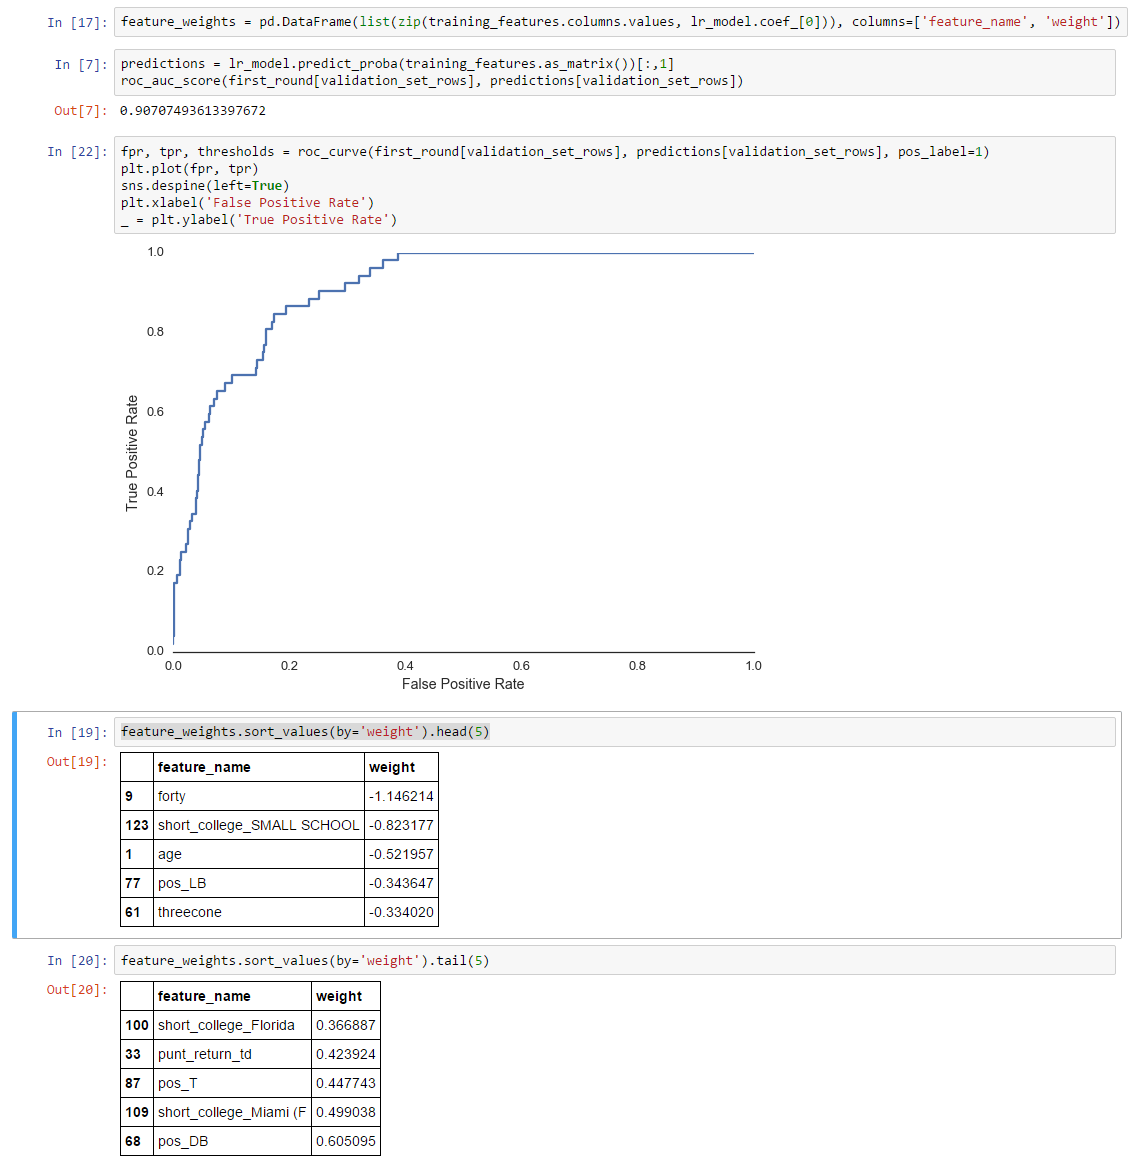 In [17]: feature_weights = pd.DataFrame(list(zip(training_features.columns.values, lr_model.coef_[0])), columns=['feature_name', 'weight'])
In [7]: predictions = lr_model.predict_proba(training_features.as_matrix())[:,1]
roc_auc_score(first_round[validation_set_rows], predictions[validation_set_rows])
Out[7]: 0.90707493613397672
In [22]: fpr, tpr, thresholds = roc_curve(first_round[validation_set_rows], predictions[validation_set_rows], pos_label=1)
plt.plot(fpr, tpr)
sns.despine(left=True)
plt.xlabel('False Positive Rate')
_ = plt.ylabel('True Positive Rate')
1.0
0.8
0.6
0.4
0.2
0.0
True Positive Rate
0.0 0.2 0.4 0.6 0.8 1.0
False Positive Rate
In [19]: feature_weights.sort_values(by='weight').head(5)
Out[19]:
feature_name weight
9 forty -1.146214
123 short_college_SMALL SCHOOL -0.823177
1 age -0.521957
77 pos_LB -0.343647
61 threecone -0.334020
In [20]: feature_weights.sort_values(by='weight').tail(5)
Out[20]:
feature_name weight
100 short_college_Florida 0.366887
33 punt_return_td 0.423924
87 pos_T 0.447743
109 short_college_Miami (F 0.499038
68 pos_DB 0.605095